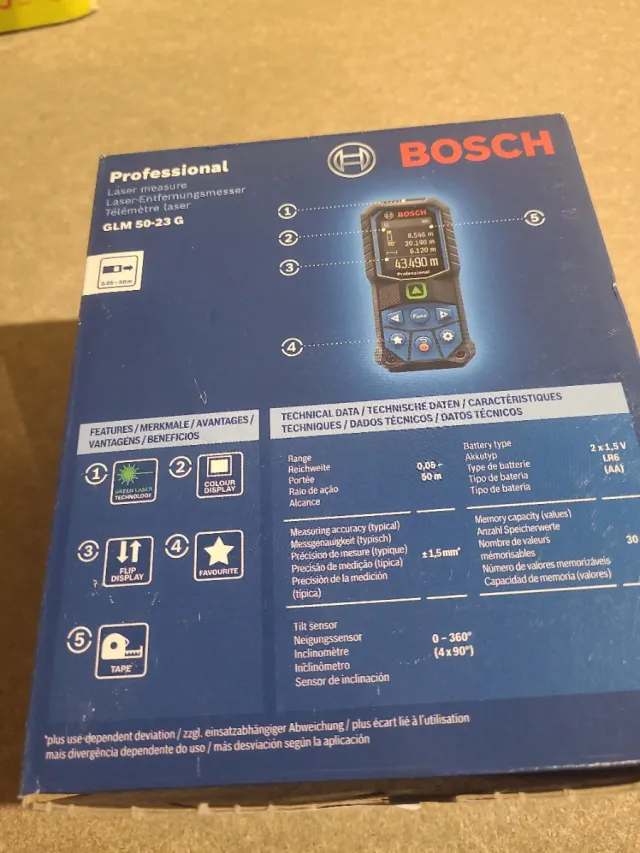 Professional
Laser measure
Laser-Entfernungsmesser
Télémètre laser
GLM 50-23 G
BOSCH
0,05-50m
1
2
3
4
5
BOSCH
8.546 m
20.190 m
6.120 m
43.490 m
Professional
Func
FEATURES / MERKMALE / AVANTAGES /
VANTAGENS / BENEFICIOS
1
GREEN LASER
TECHNOLOGY
2
COLOUR
DISPLAY
3
FLIP
DISPLAY
4
FAVOURITE
5
TAPE
TECHNICAL DATA / TECHNISCHE DATEN / CARACTÉRISTIQUES
TECHNIQUES / DADOS TÉCNICOS / DATOS TÉCNICOS
Range
Reichweite
Portée
Raio de ação
Alcance
0,05 –
50 m
Battery type
Akkutyp
Type de batterie
Tipo de bateria
Tipo de batería
2 x 1,5 V
LR6
(AA)
Measuring accuracy (typical)
Messgenauigkeit (typisch)
Précision de mesure (typique)
Precisão de medição (típica)
Precisión de la medición
(típica)
± 1,5 mm*
Memory capacity (values)
Anzahl Speicherwerte
Nombre de valeurs
mémorisables
Número de valores memorizáveis
Capacidad de memoria (valores)
30
Tilt sensor
Neigungssensor
Inclinomètre
Inclinómetro
Sensor de inclinación
0 – 360°
(4 x 90°)
*plus use dependent deviation / zzgl. einsatzabhängiger Abweichung / plus écart lié à l'utilisation
mais divergência dependente do uso / más desviación según la aplicación